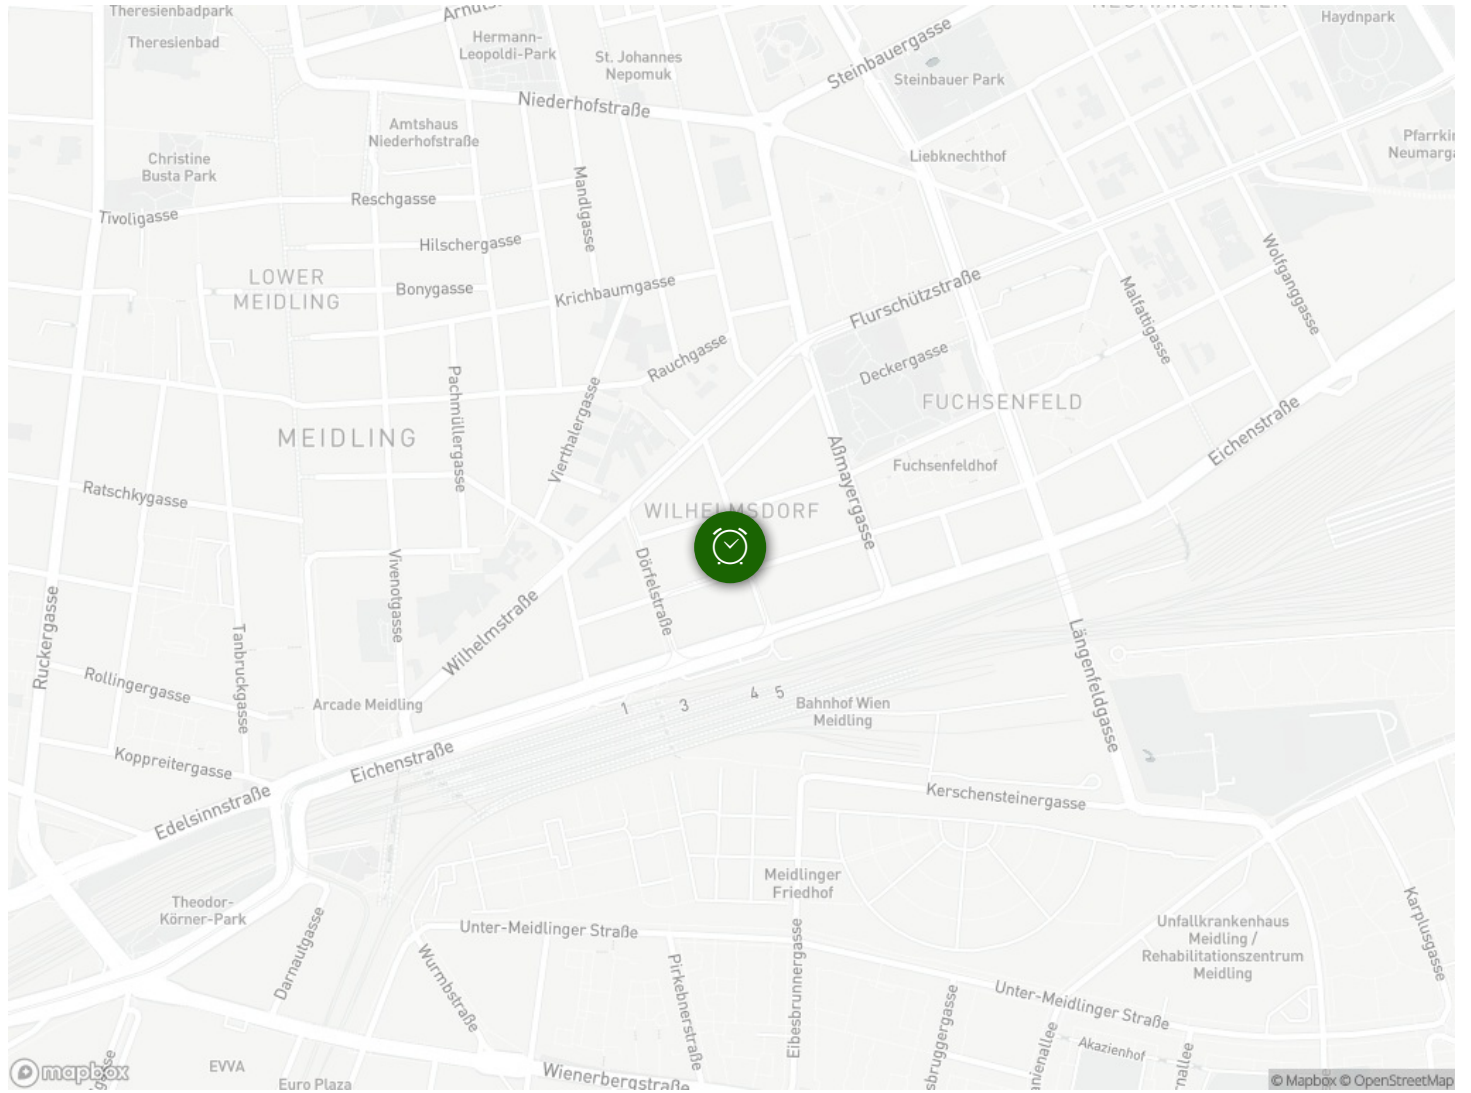 Theresienbadpark
Theresienbad
Hermann-
Leopoldi-Park
St. Johannes
Nepomuk
Steinbauergasse
Steinbauer Park
Haydnpark
Niederhofstraße
Amtshaus
Niederhofstraße
Liebknechthof
Christine
Busta Park
Tivoligasse
Reschgasse
Mandlgasse
Hilschergasse
LOWER
MEIDLING
Bonygasse
Krichbaumgasse
Flurschützstraße
Malfattigasse
Wolfganggasse
Rauchgasse
Deckergasse
FUCHSENFELD
Pachmüllergasse
Vierthalergasse
MEIDLING
Eichenstraße
Aßmayergasse
Fuchsenfeldhof
Ratschkygasse
WILHELMSDORF
Vivenotgasse
Dörfelstraße
Ruckergasse
Wilhelmstraße
Tanbruckgasse
Längenfeldgasse
Rollingergasse
Arcade Meidling
1
3
4
5
Bahnhof Wien
Meidling
Koppreitergasse
Eichenstraße
Edelsinnstraße
Kerschensteinergasse
Meidlinger
Friedhof
Theodor-
Körner-Park
Darnautgasse
Unter-Meidlinger Straße
Wurmbstraße
Pirkebnerstraße
Eibesbrunnergasse
Unfallkrankenhaus
Meidling /
Rehabilitationszentrum
Meidling
Karplusgasse
Unter-Meidlinger Straße
sbruggergasse
anienallee
Akazienhof
rnallee
EVVA
Euro Plaza
Wienerbergstraße
mapbox
© Mapbox © OpenStreetMap